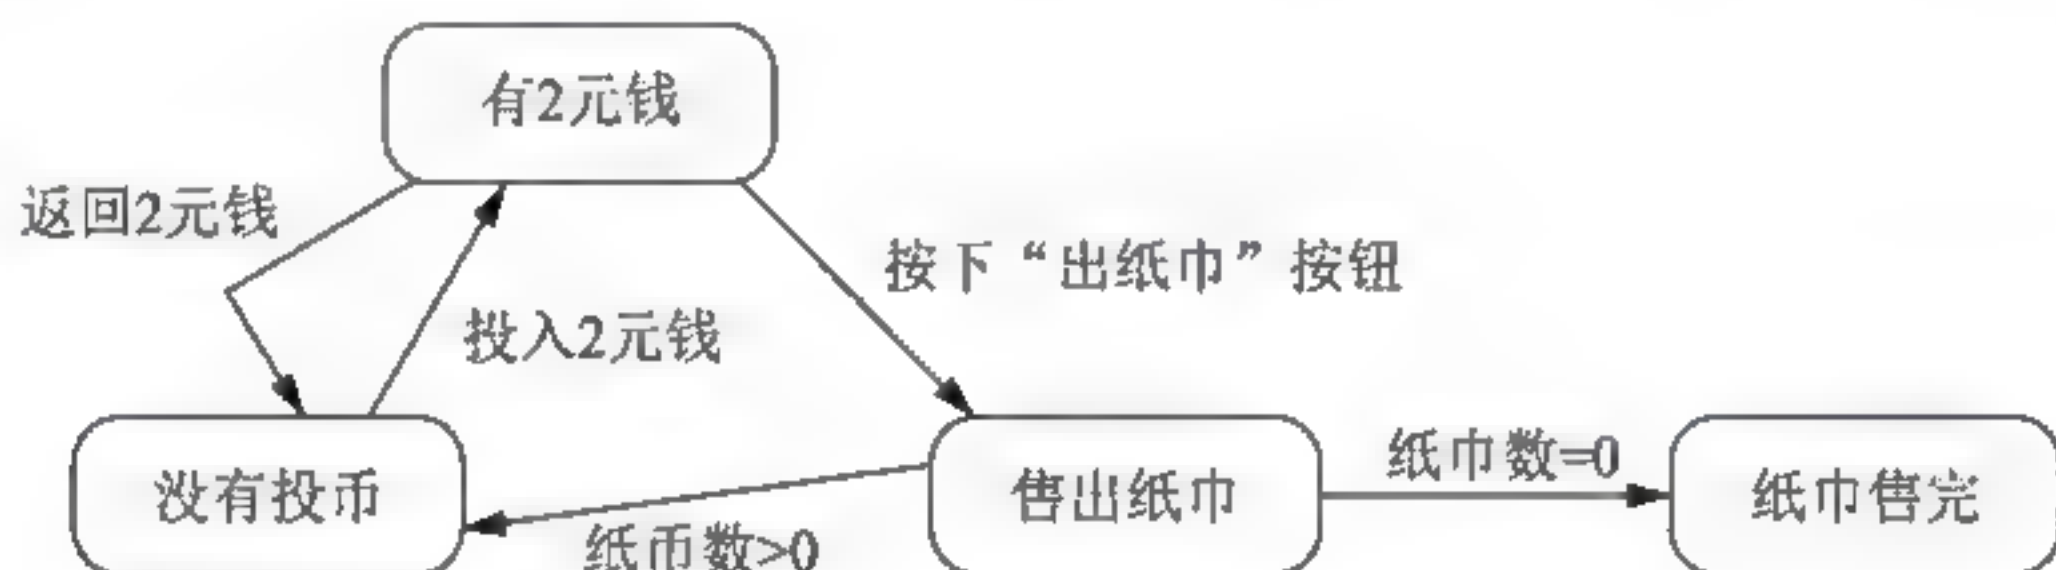 有2元钱
返回2元钱
按下“出纸巾”按钮
投入2元钱
没有投币
售出纸巾
纸巾数=0
纸巾售完
纸币数>0